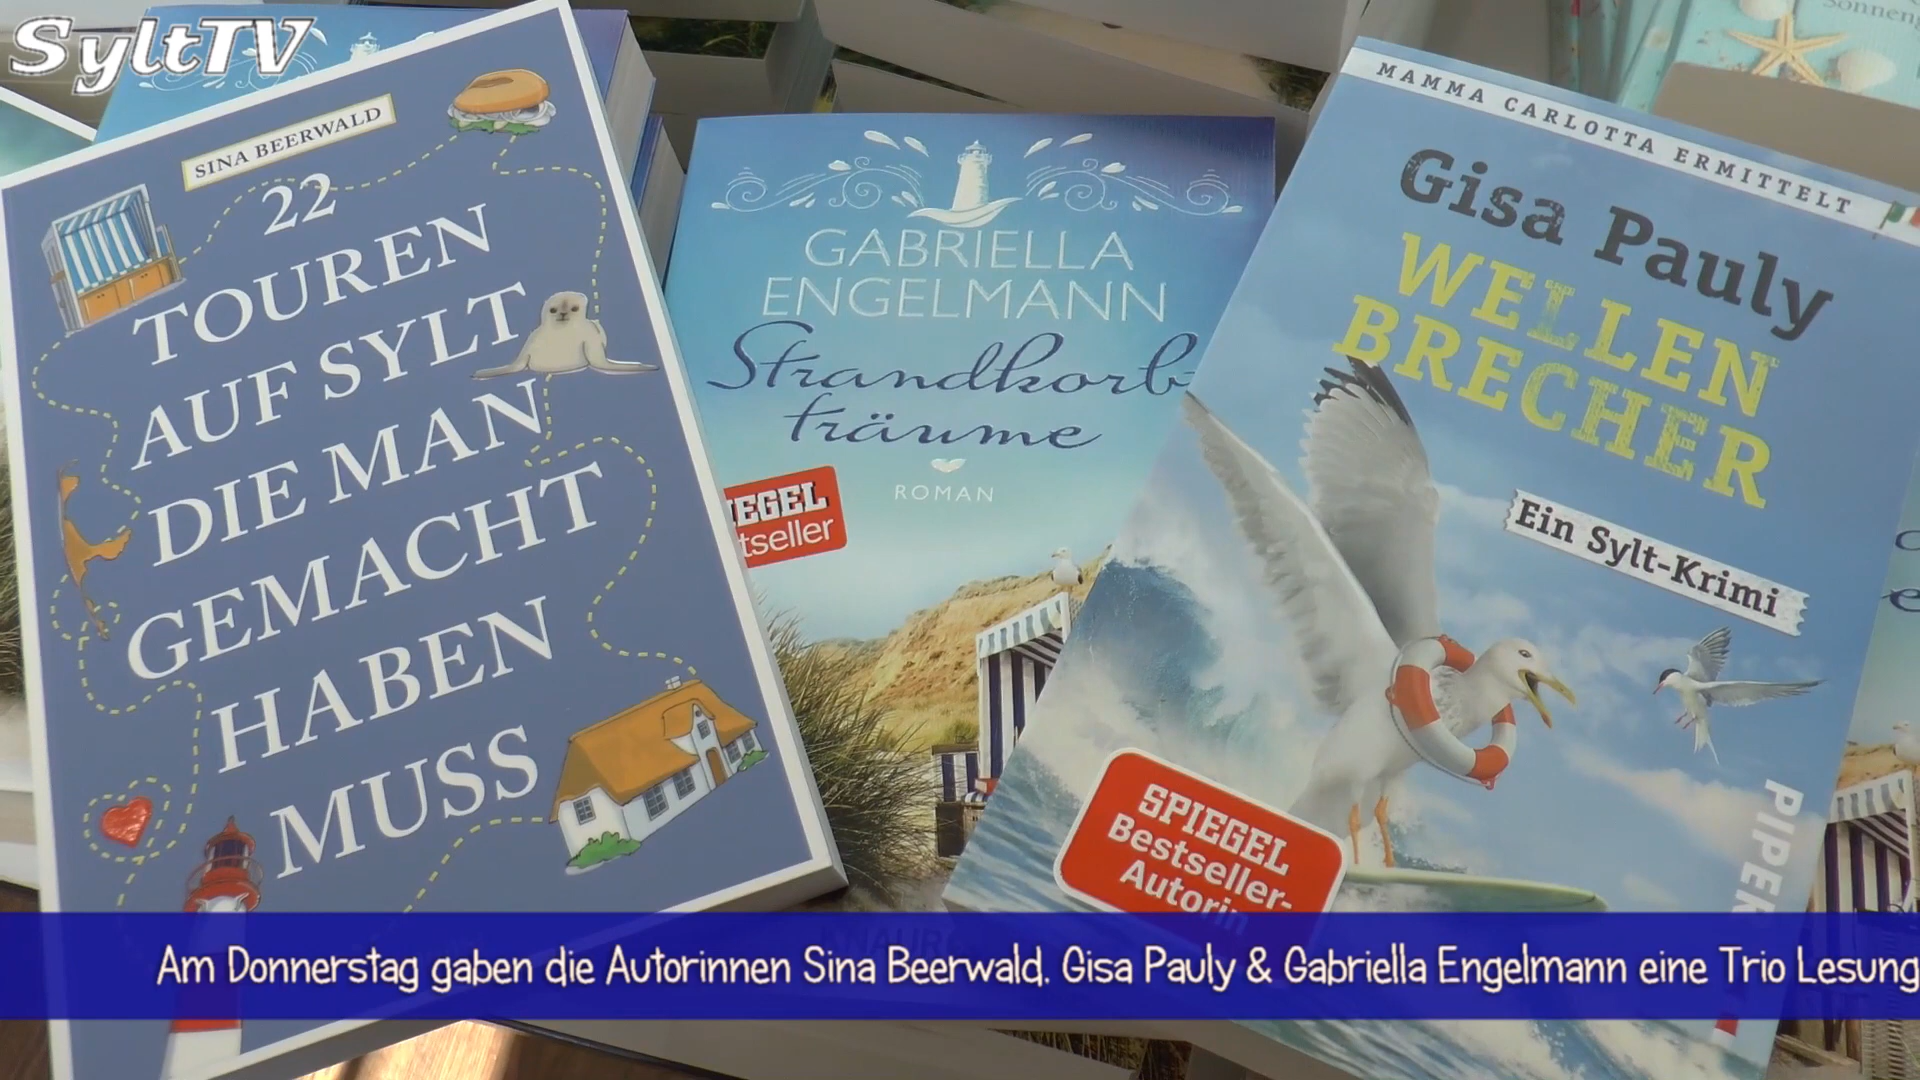 SyltTV
SINA BEERWALD
22
TOUREN
AUF SYLT
DIE MAN
GEMACHT
HABEN
MUSS
GABRIELLA
ENGELMANN
Strandkorb-
träume
ROMAN
IEGEL
tseller
MAMMA CARLOTTA ERMITTELT
Gisa Pauly
WELLEN
BRECHER
Ein Sylt-Krimi
SPIEGEL
Bestseller-
Autorin
PIPER
Am Donnerstag gaben die Autorinnen Sina Beerwald. Gisa Pauly & Gabriella Engelmann eine Trio Lesung